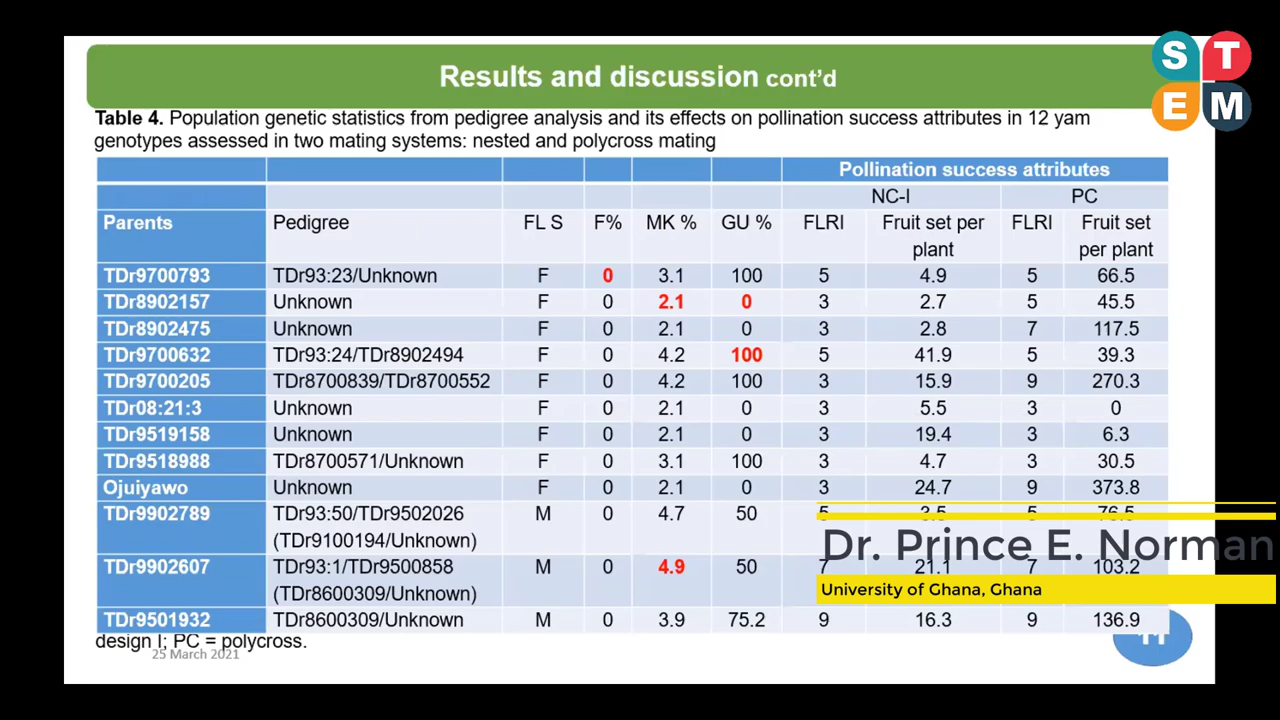 Results and discussion cont'd
S T
E M
Table 4. Population genetic statistics from pedigree analysis and its effects on pollination success attributes in 12 yam
genotypes assessed in two mating systems: nested and polycross mating
Pollination success attributes
NC-I PC
Parents Pedigree FL S F% MK % GU % FLRI Fruit set per plant FLRI Fruit set per plant
TDr9700793 TDr93:23/Unknown F 0 3.1 100 5 4.9 5 66.5
TDr8902157 Unknown F 0 2.1 0 3 2.7 5 45.5
TDr8902475 Unknown F 0 2.1 0 3 2.8 7 117.5
TDr9700632 TDr93:24/TDr8902494 F 0 4.2 100 5 41.9 5 39.3
TDr9700205 TDr8700839/TDr8700552 F 0 4.2 100 3 15.9 9 270.3
TDr08:21:3 Unknown F 0 2.1 0 3 5.5 3 0
TDr9519158 Unknown F 0 2.1 0 3 19.4 3 6.3
TDr9518988 TDr8700571/Unknown F 0 3.1 100 3 4.7 3 30.5
Ojuiyawo Unknown F 0 2.1 0 3 24.7 9 373.8
TDr9902789 TDr93:50/TDr9502026 M 0 4.7 50 5 3.5 5 76.5
(TDr9100194/Unknown)
Dr. Prince E. Norman
TDr9902607 TDr93:1/TDr9500858 M 0 4.9 50 7 21.1 7 103.2
(TDr8600309/Unknown)
University of Ghana, Ghana
TDr9501932 TDr8600309/Unknown M 0 3.9 75.2 9 16.3 9 136.9
design I; PC = polycross.
25 March 2021